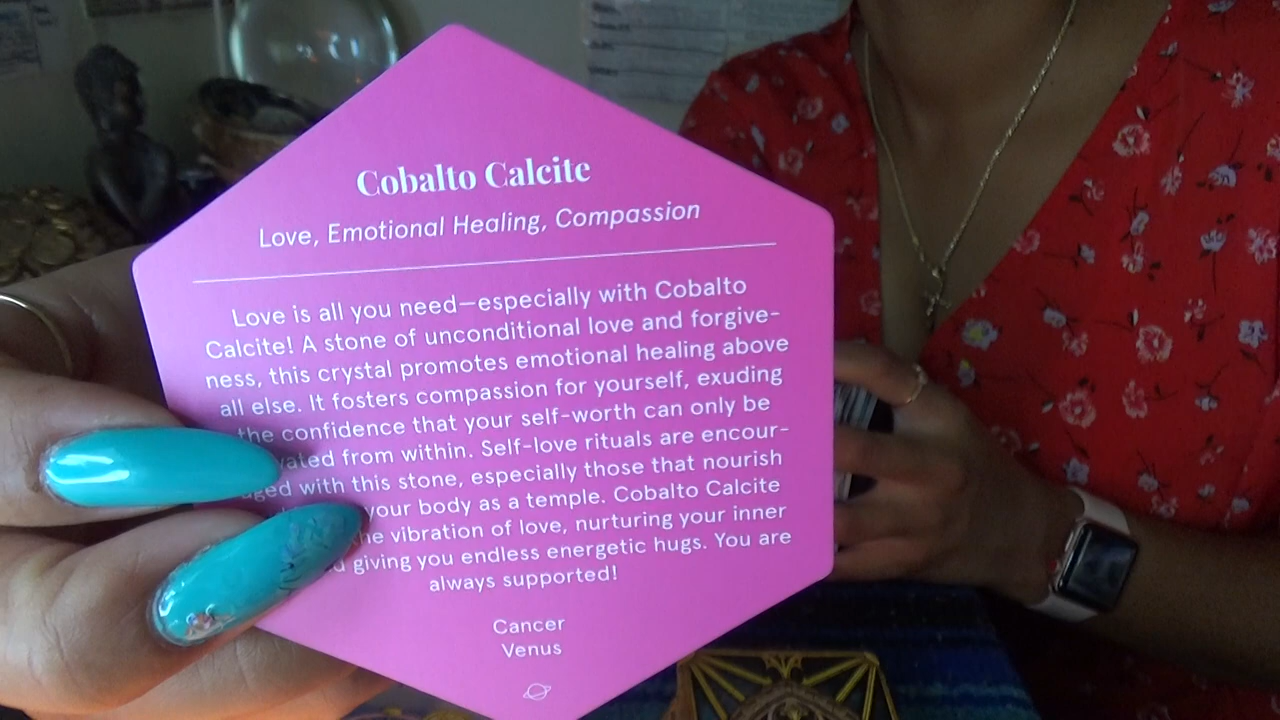 Cobalto Calcite
Love, Emotional Healing, Compassion
Love is all you need—especially with Cobalto
Calcite! A stone of unconditional love and forgive-
ness, this crystal promotes emotional healing above
all else. It fosters compassion for yourself, exuding
the confidence that your self-worth can only be
from within. Self-love rituals are encour-
aged with this stone, especially those that nourish
your body as a temple. Cobalto Calcite
the vibration of love, nurturing your inner
giving you endless energetic hugs. You are
always supported!
Cancer
Venus